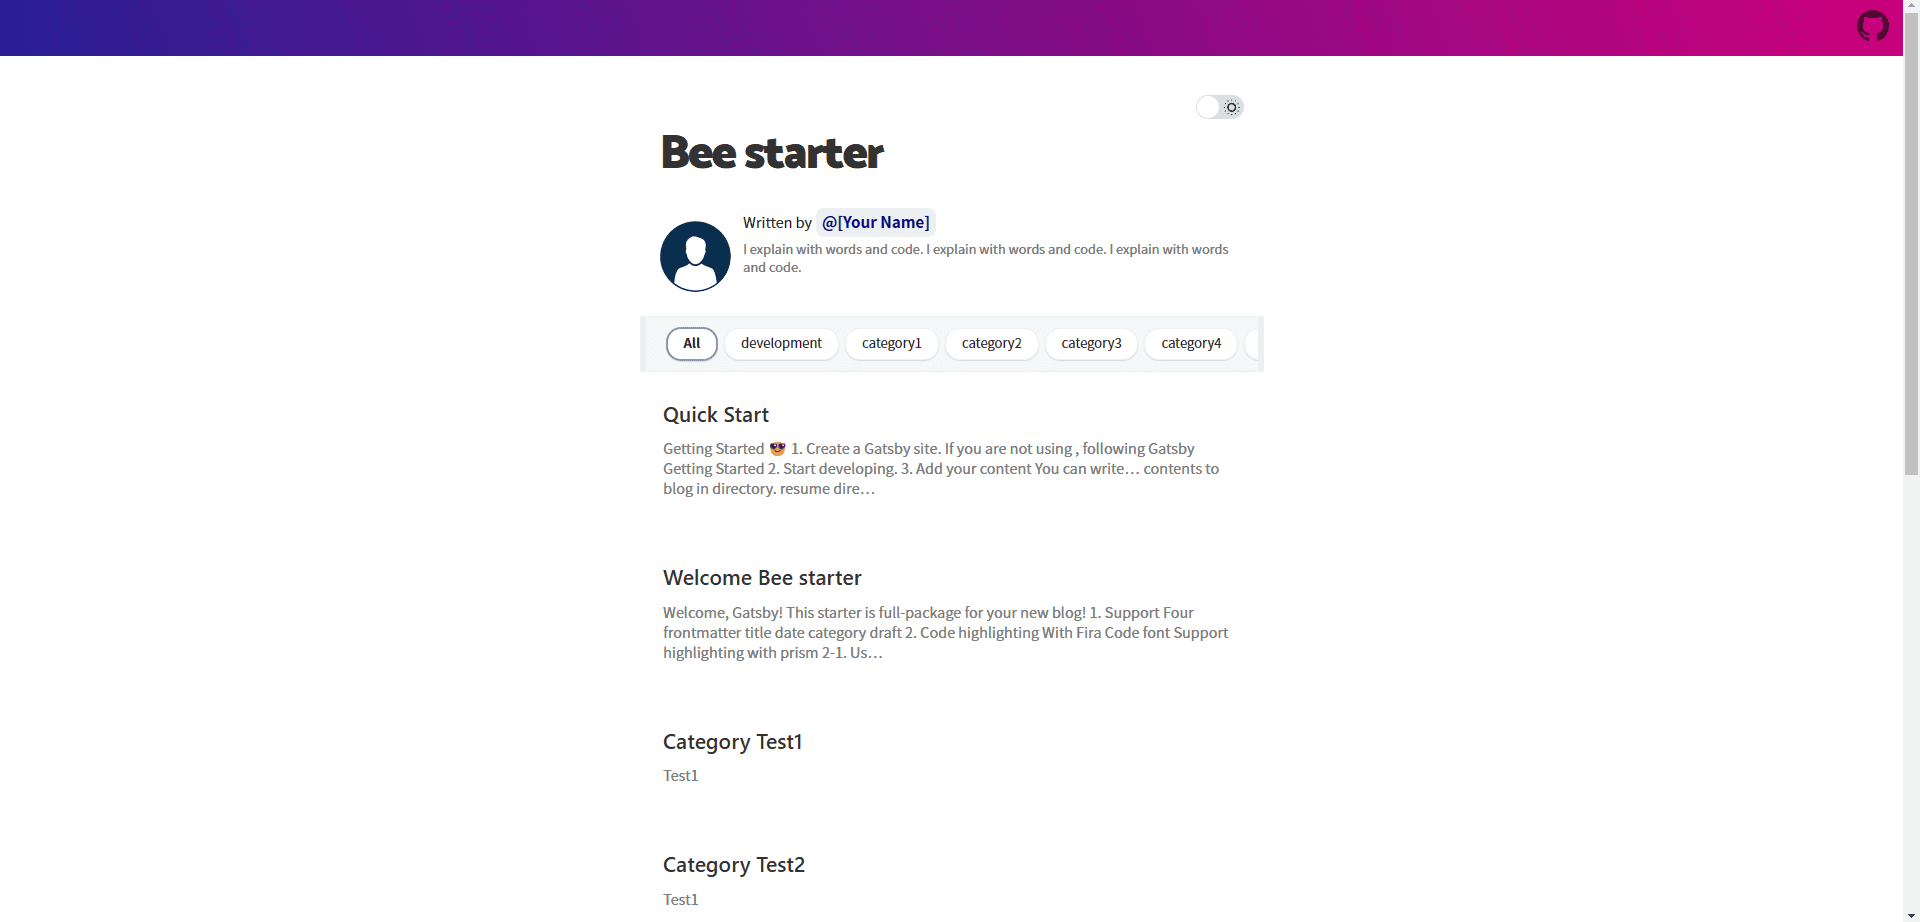 Bee starter
Written by @[Your Name]
I explain with words and code. I explain with words and code. I explain with words
and code.
All development category1 category2 category3 category4
Quick Start
Getting Started 😎 1. Create a Gatsby site. If you are not using , following Gatsby
Getting Started 2. Start developing. 3. Add your content You can write… contents to
blog in directory. resume dire…
Welcome Bee starter
Welcome, Gatsby! This starter is full-package for your new blog! 1. Support Four
frontmatter title date category draft 2. Code highlighting With Fira Code font Support
highlighting with prism 2-1. Us…
Category Test1
Test1
Category Test2
Test1